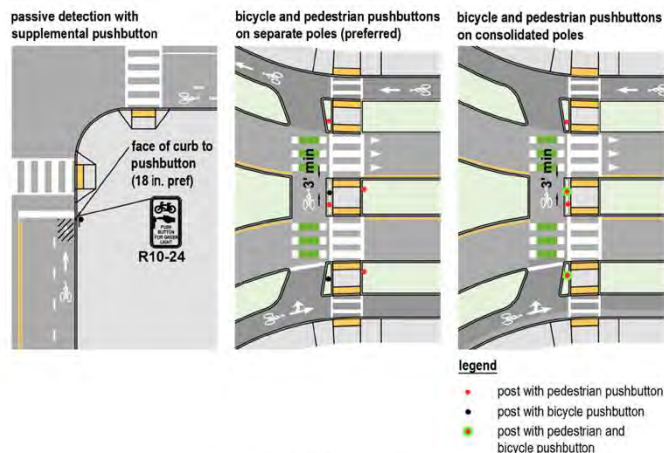 passive detection with
supplemental pushbutton
face of curb to
pushbutton
(18 in. pref)
PUSH
BUTTON
FOR GREEN
LIGHT
R10-24
bicycle and pedestrian pushbuttons
on separate poles (preferred)
3' min
bicycle and pedestrian pushbuttons
on consolidated poles
3' min
legend
post with pedestrian pushbutton
post with bicycle pushbutton
post with pedestrian and
bicycle pushbutton